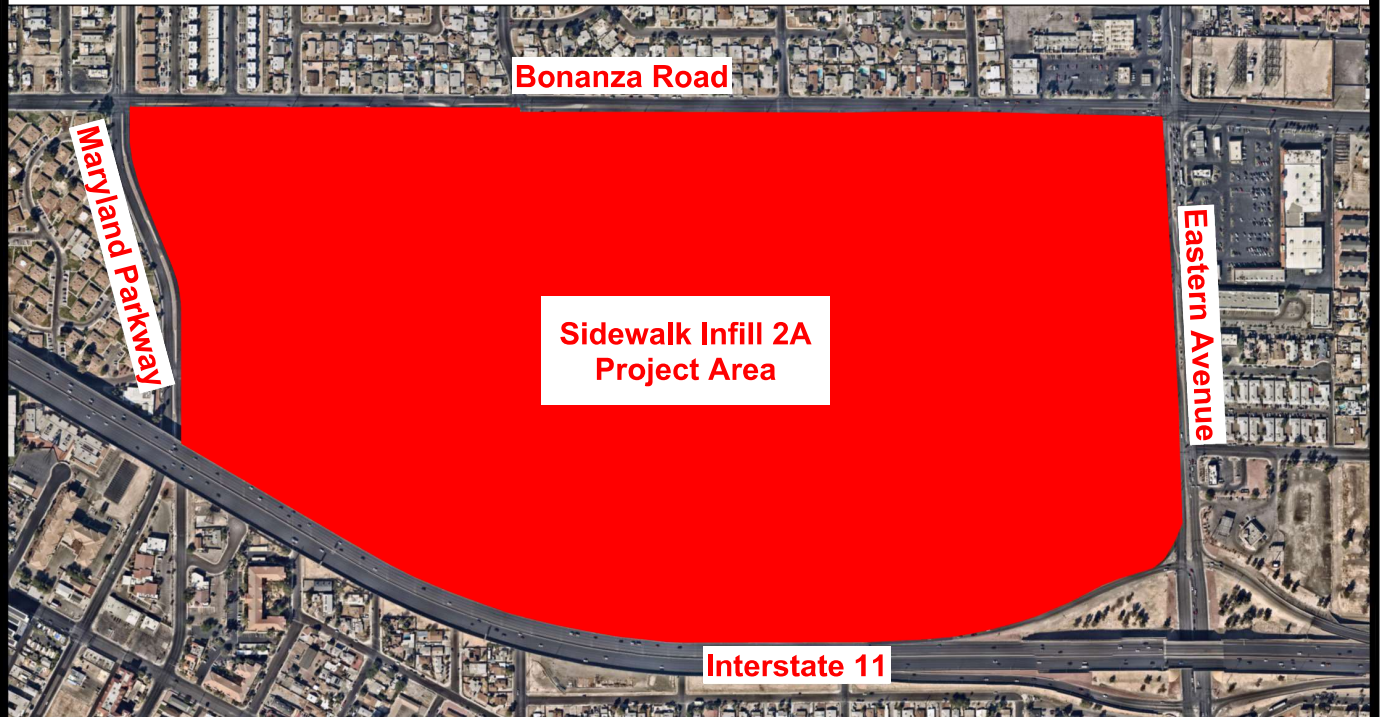 Bonanza Road
Maryland Parkway
Eastern Avenue
Sidewalk Infill 2A
Project Area
Interstate 11